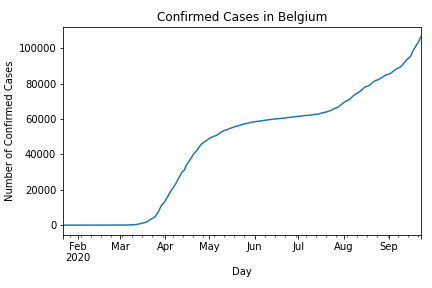 Confirmed Cases in Belgium
Number of Confirmed Cases
100000
80000
60000
40000
20000
0
Feb Mar Apr May Jun Jul Aug Sep
2020
Day